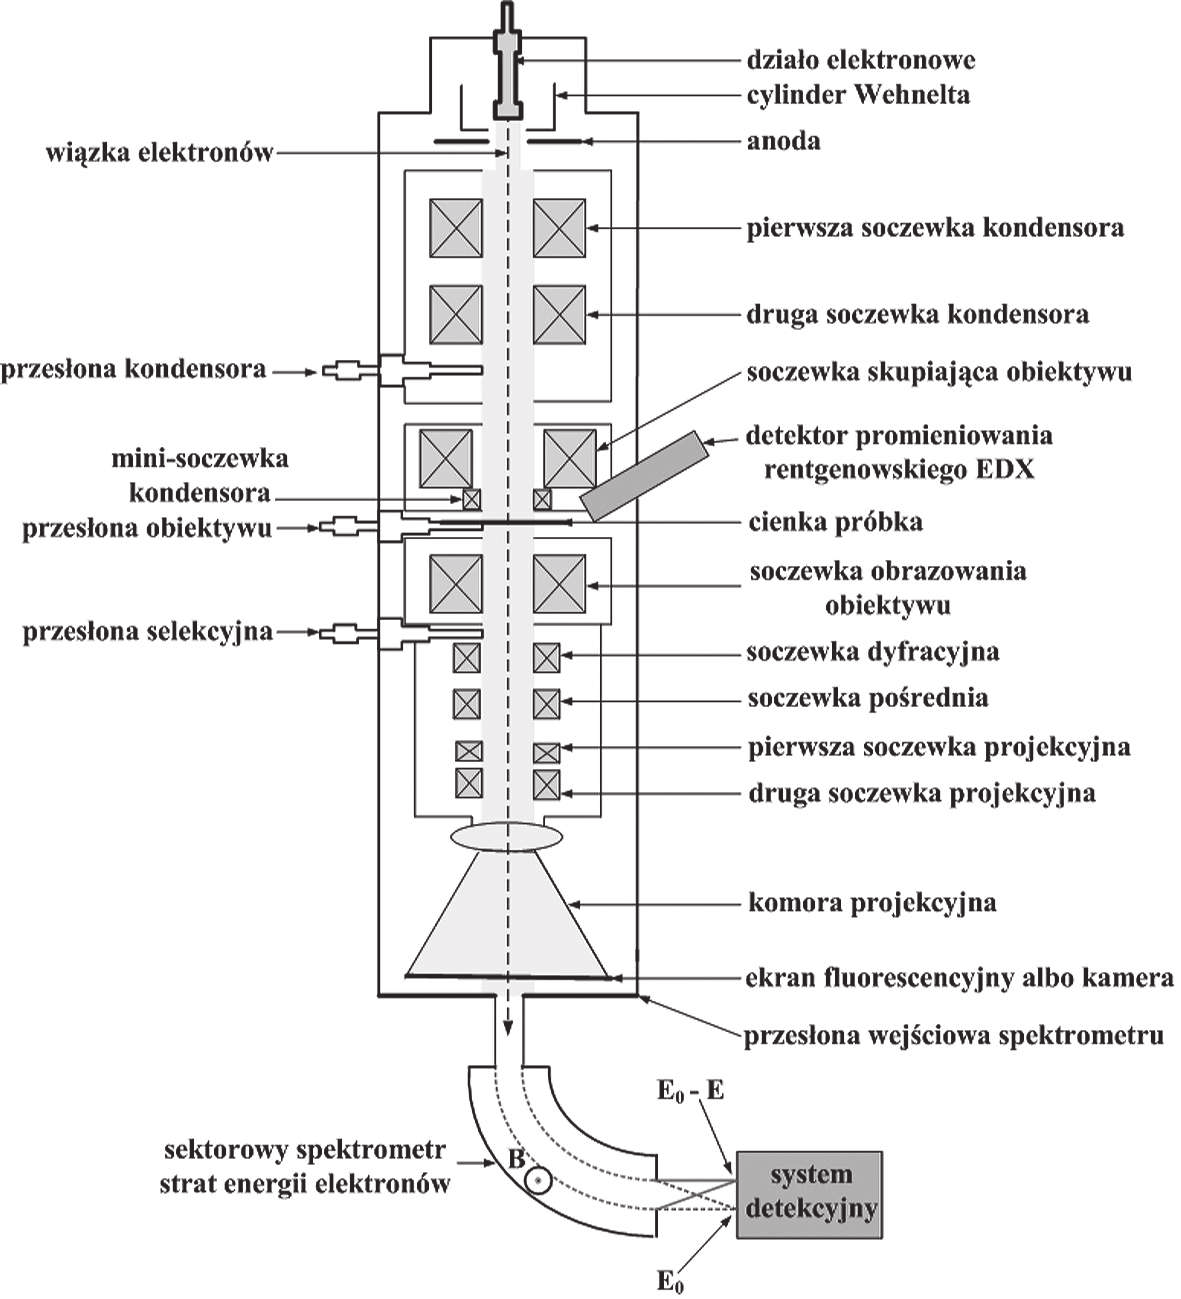 działo elektronowe
cylinder Wehnelta
anoda
wiązka elektronów
pierwsza soczewka kondensora
druga soczewka kondensora
przesłona kondensora
soczewka skupiająca obiektywu
detektor promieniowania
rentgenowskiego EDX
mini-soczewka
kondensora
przesłona obiektywu
cienka próbka
soczewka obrazowania
obiektywu
przesłona selekcyjna
soczewka dyfracyjna
soczewka pośrednia
pierwsza soczewka projekcyjna
druga soczewka projekcyjna
komora projekcyjna
ekran fluorescencyjny albo kamera
przesłona wejściowa spektrometru
E₀ - E
sektorowy spektrometr
strat energii elektronów
B
system
detekcyjny
E₀